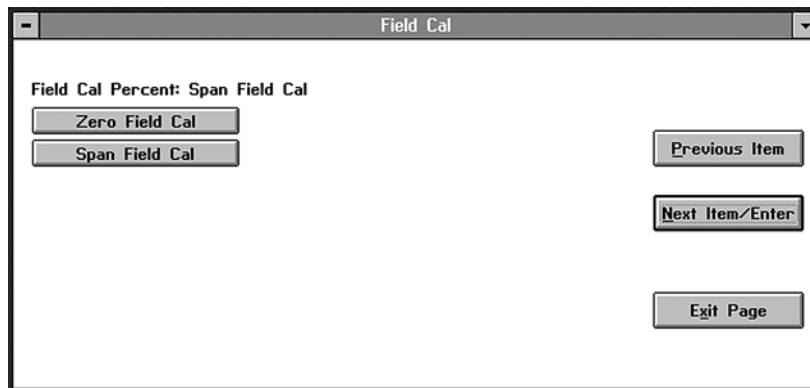 Field Cal
Field Cal Percent: Span Field Cal
Zero Field Cal
Span Field Cal
Previous Item
Next Item/Enter
Exit Page